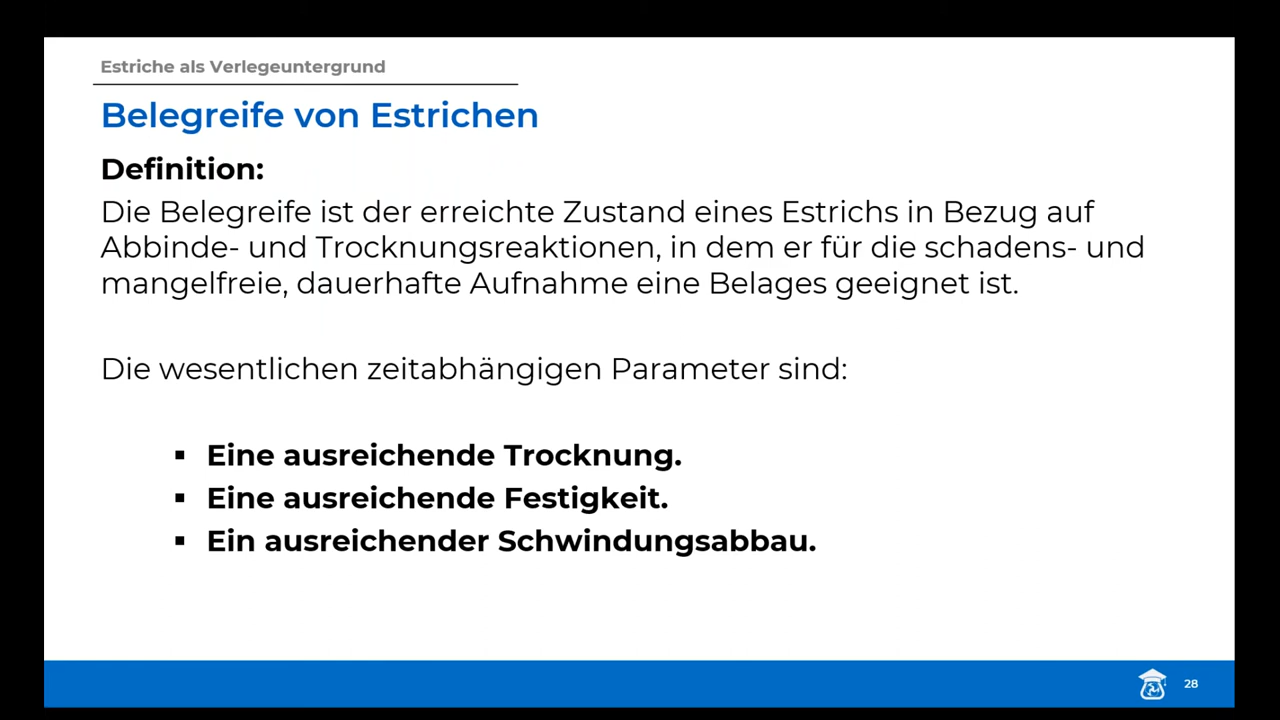 Estriche als Verlegeuntergrund
Belegreife von Estrichen
Definition:
Die Belegreife ist der erreichte Zustand eines Estrichs in Bezug auf
Abbinde- und Trocknungsreaktionen, in dem er für die schadens- und
mangelfreie, dauerhafte Aufnahme eine Belages geeignet ist.
Die wesentlichen zeitabhängigen Parameter sind:
▪ Eine ausreichende Trocknung.
▪ Eine ausreichende Festigkeit.
▪ Ein ausreichender Schwindungsabbau.
28